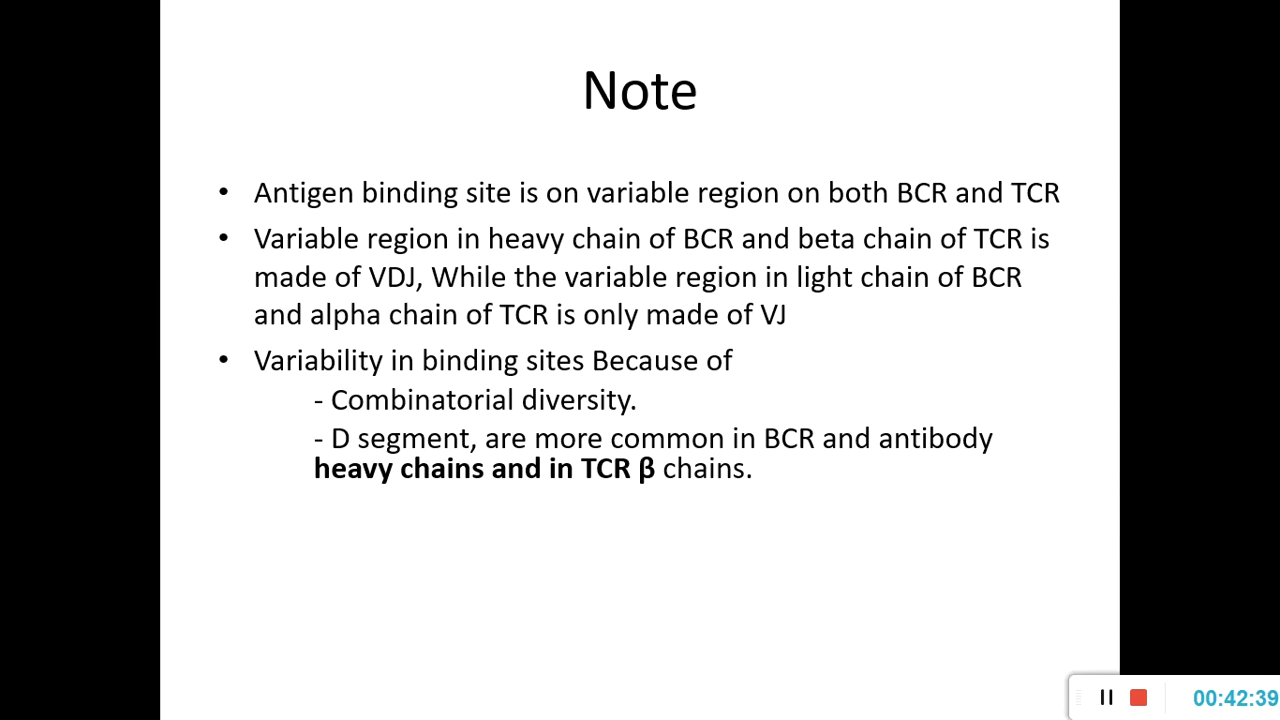 Note
• Antigen binding site is on variable region on both BCR and TCR
• Variable region in heavy chain of BCR and beta chain of TCR is
made of VDJ, While the variable region in light chain of BCR
and alpha chain of TCR is only made of VJ
• Variability in binding sites Because of
- Combinatorial diversity.
- D segment, are more common in BCR and antibody
heavy chains and in TCR β chains.
00:42:39